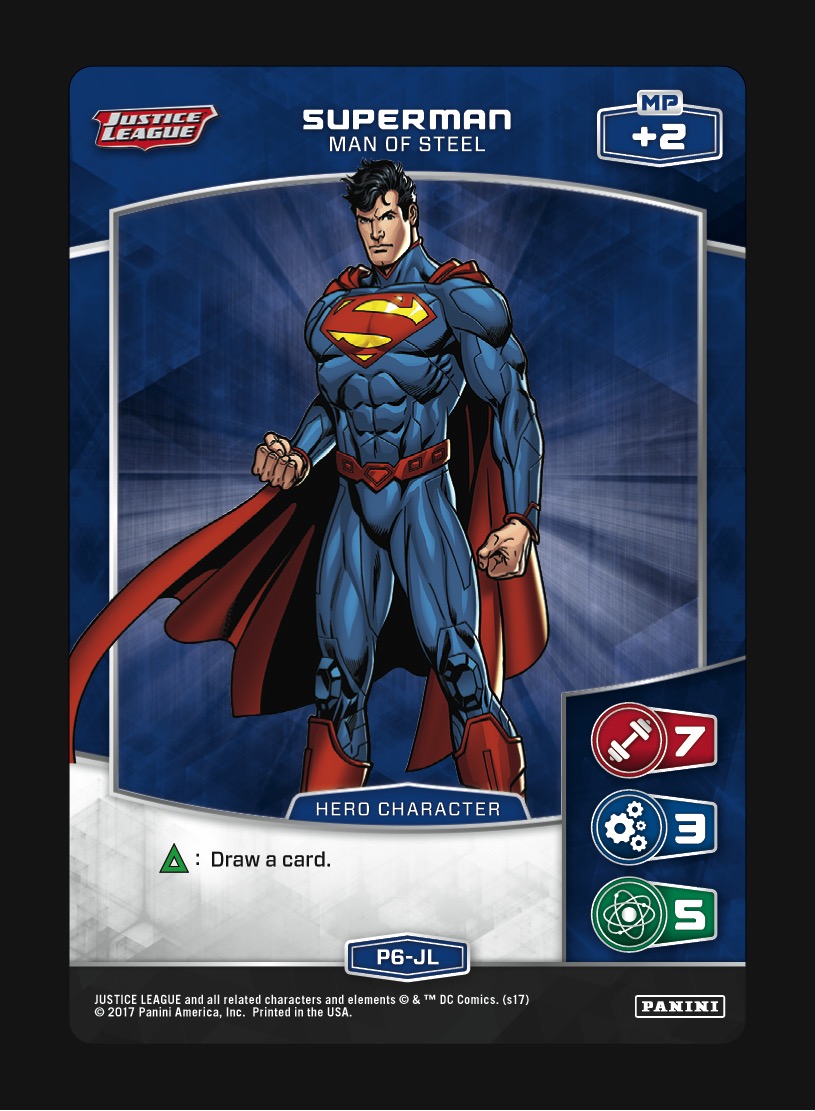 JUSTICE
LEAGUE
SUPERMAN
MAN OF STEEL
MP
+2
7
3
5
HERO CHARACTER
: Draw a card.
P6-JL
JUSTICE LEAGUE and all related characters and elements © & ™ DC Comics. (s17)
© 2017 Panini America, Inc. Printed in the USA.
PANINI